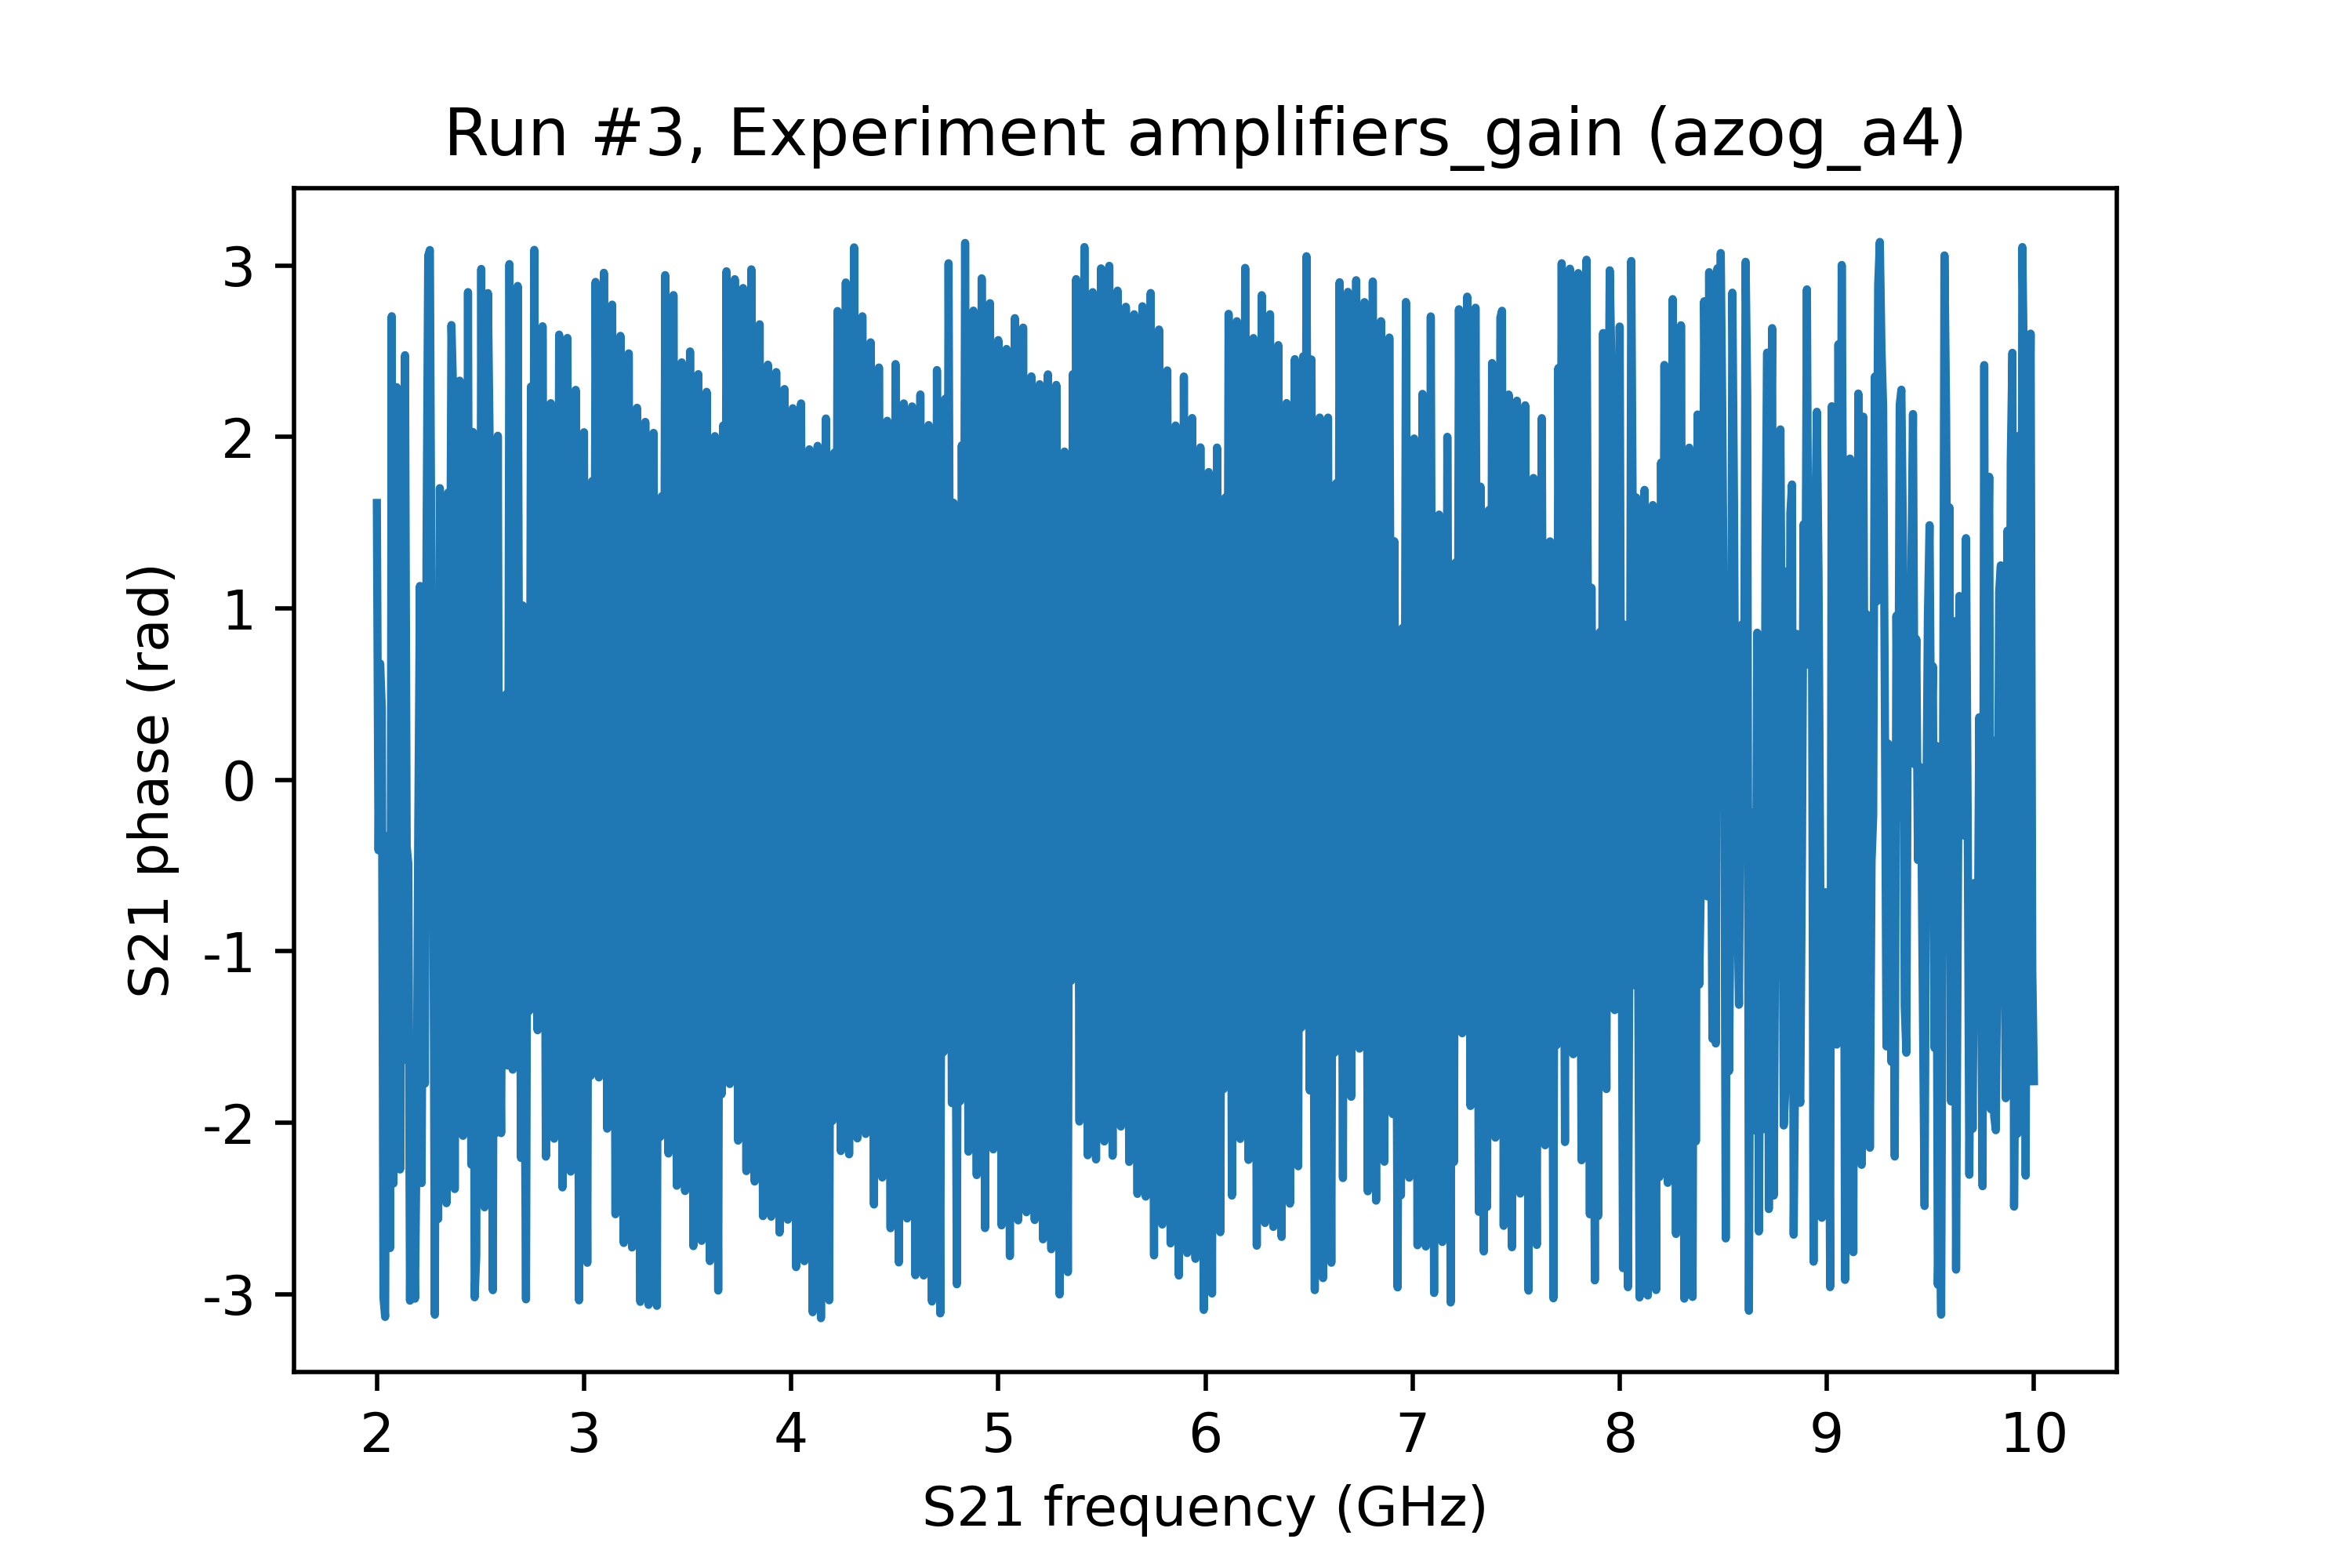 Run #3, Experiment amplifiers_gain (azog_a4)
S21 phase (rad)
3
2
1
0
-1
-2
-3
2 3 4 5 6 7 8 9 10
S21 frequency (GHz)